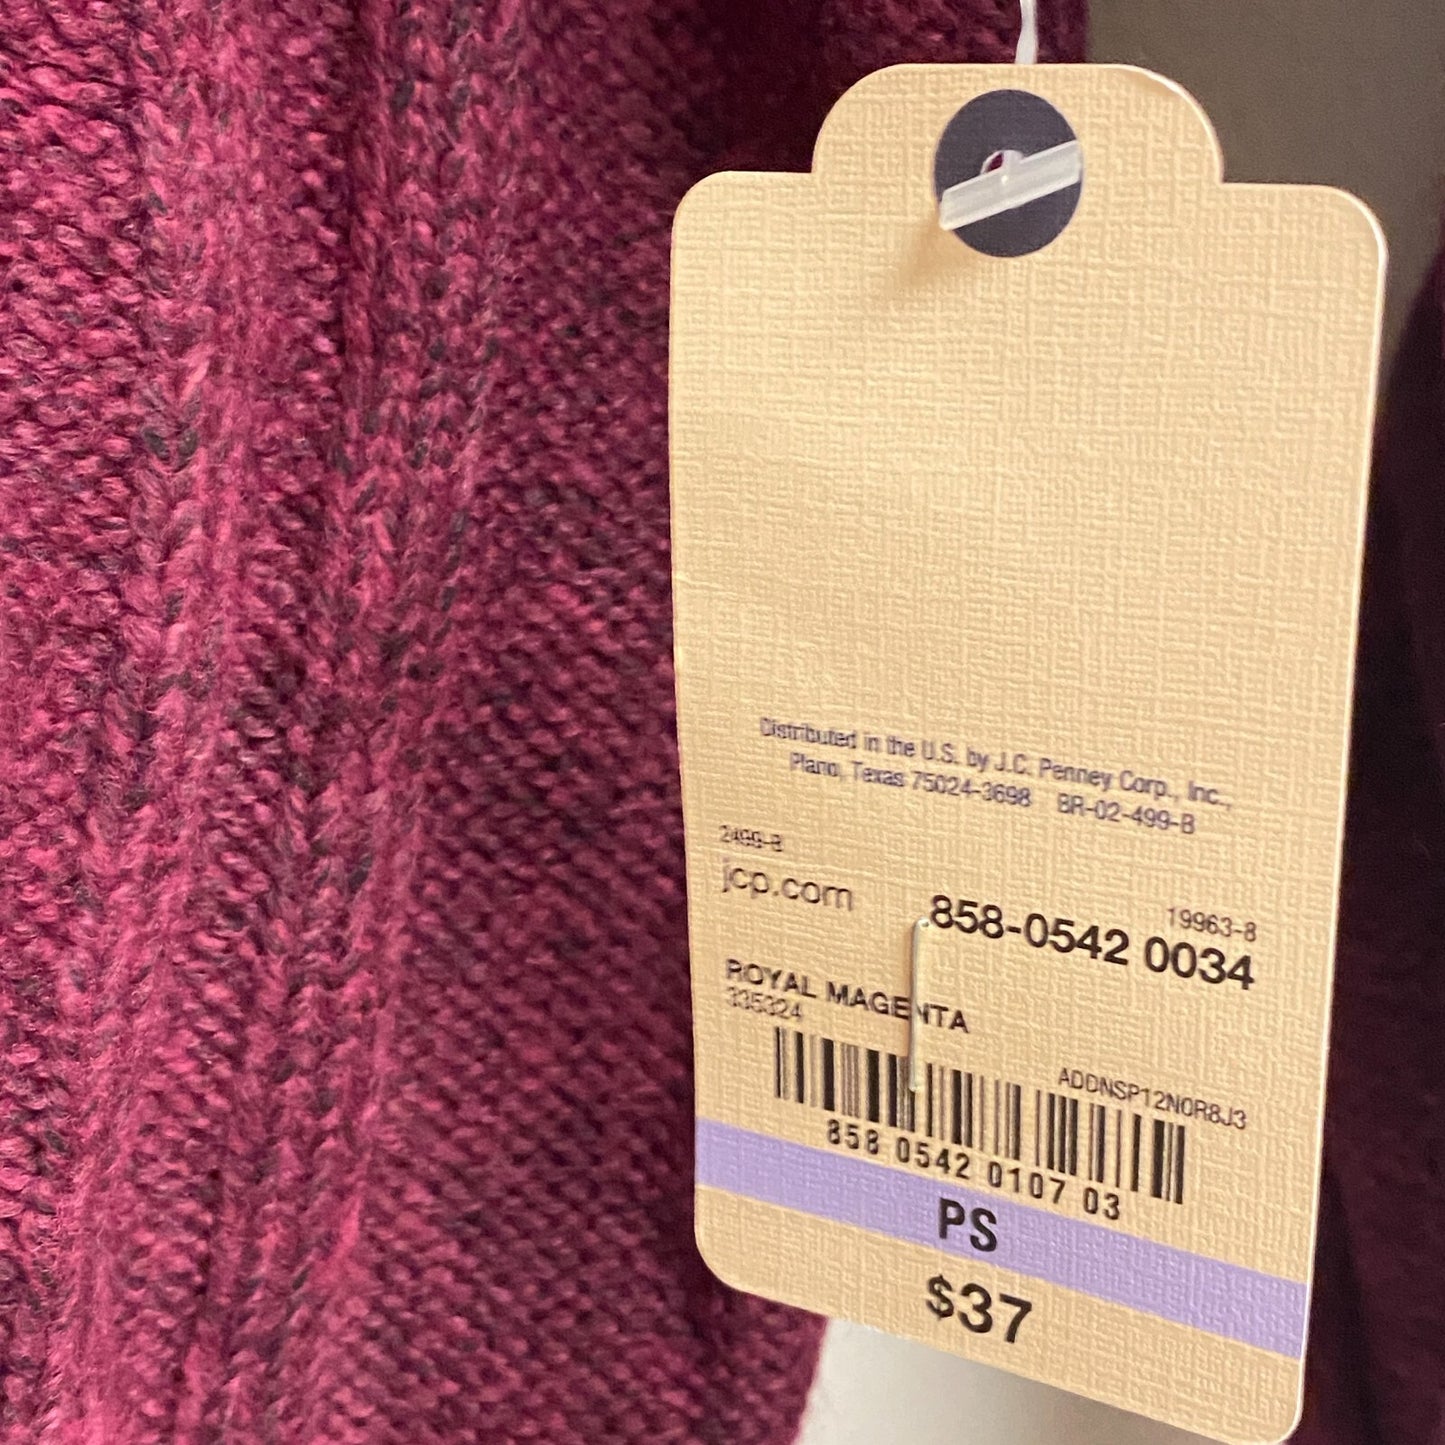 Distributed in the U.S. by J.C. Penney Corp., Inc.,
Plano, Texas 75024-3698 BR-02-499-B
2499-B
jcp.com
19963-8
858-0542 0034
ROYAL MAGENTA
335324
ADDNSP12N0R8J3
858 0542 0107 03
PS
$37